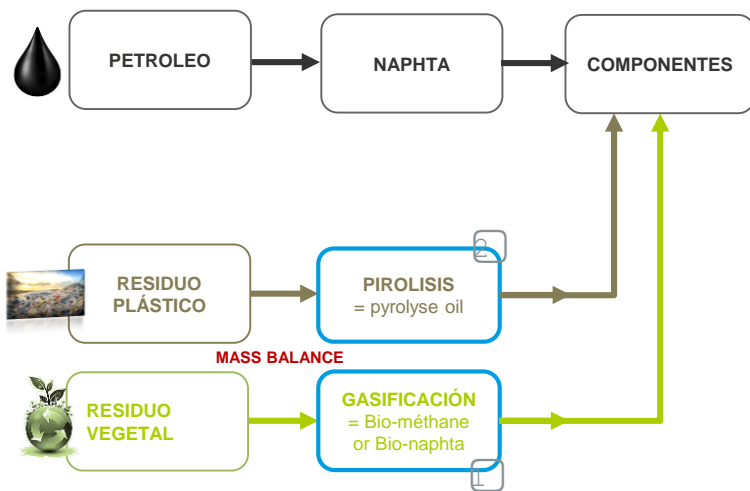 PETROLEO
NAPHTA
COMPONENTES
2
RESIDUO
PLÁSTICO
PIROLISIS
= pyrolyse oil
MASS BALANCE
RESIDUO
VEGETAL
GASIFICACIÓN
= Bio-méthane
or Bio-naphta
1